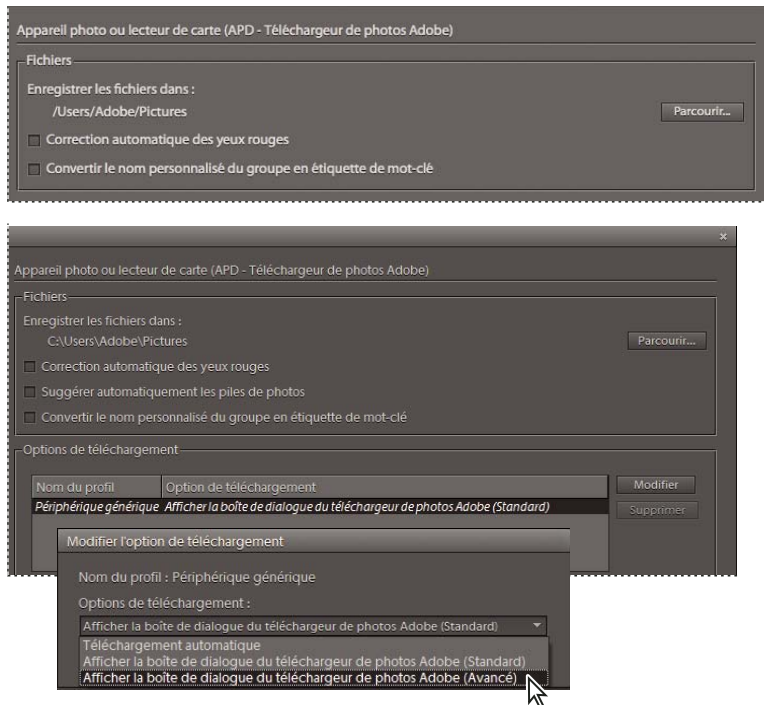 Appareil photo ou lecteur de carte (APD - Téléchargeur de photos Adobe)
Fichiers
Enregistrer les fichiers dans :
/Users/Adobe/Pictures
Parcourir...
Correction automatique des yeux rouges
Convertir le nom personnalisé du groupe en étiquette de mot-clé
x
Appareil photo ou lecteur de carte (APD - Téléchargeur de photos Adobe)
Fichiers
Enregistrer les fichiers dans :
C:\Users\Adobe\Pictures
Parcourir...
Correction automatique des yeux rouges
Suggérer automatiquement les piles de photos
Convertir le nom personnalisé du groupe en étiquette de mot-clé
Options de téléchargement
Nom du profil Option de téléchargement
Modifier
Périphérique générique Afficher la boîte de dialogue du téléchargeur de photos Adobe (Standard)
Supprimer
Modifier l'option de téléchargement
Nom du profil : Périphérique générique
Options de téléchargement :
Afficher la boîte de dialogue du téléchargeur de photos Adobe (Standard)
Téléchargement automatique
Afficher la boîte de dialogue du téléchargeur de photos Adobe (Standard)
Afficher la boîte de dialogue du téléchargeur de photos Adobe (Avancé)